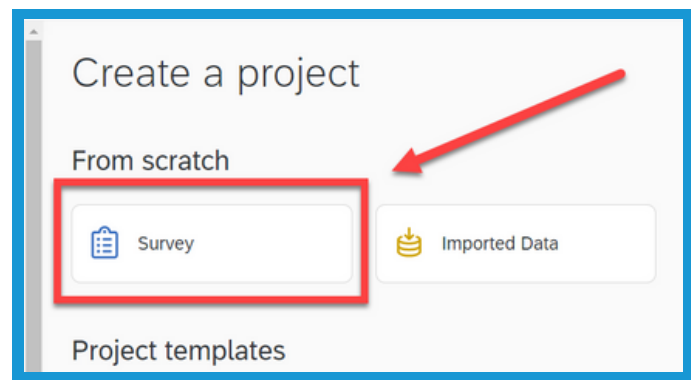 Create a project
From scratch
Survey
Imported Data
Project templates